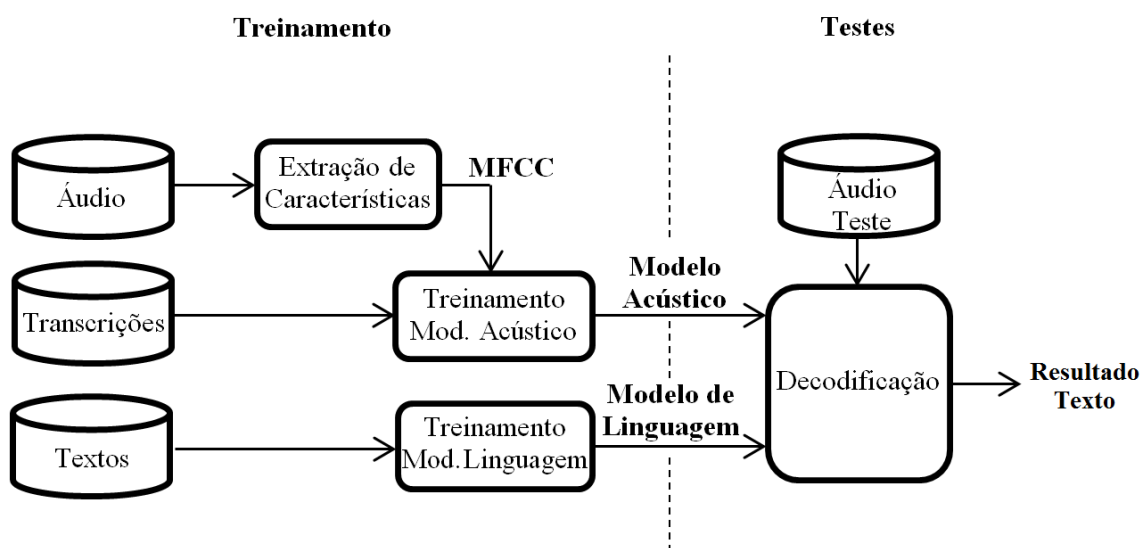 Treinamento
Testes
Áudio
Extração de
Características
MFCC
Áudio
Teste
Transcrições
Treinamento
Mod. Acústico
Modelo
Acústico
Decodificação
Resultado
Texto
Textos
Treinamento
Mod.Linguagem
Modelo de
Linguagem